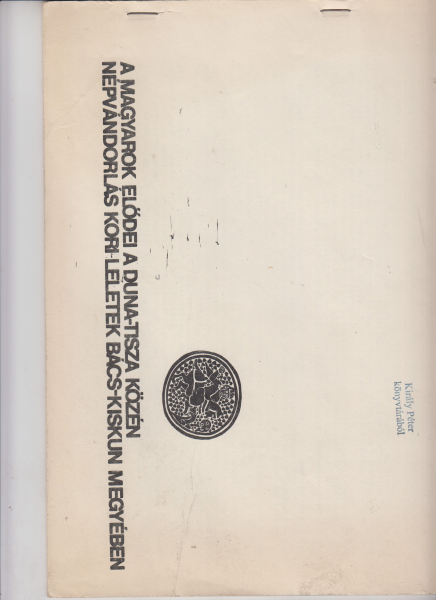 A MAGYAROK ELŐDEI A DUNA-TISZA KÖZÉN
NÉPVÁNDORLÁS KORI LELETEK BÁCS-KISKUN MEGYÉBEN
Király Péter
könyvtárából